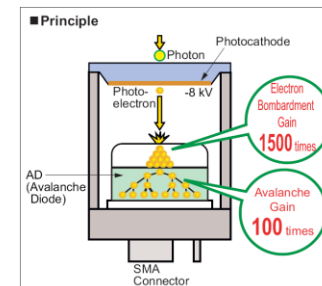 ■ Principle
Photocathode
Photon
Photo-
electron
-8 kV
Electron
Bombardment
Gain
1500 times
AD
(Avalanche
Diode)
Avalanche
Gain
100 times
SMA
Connector